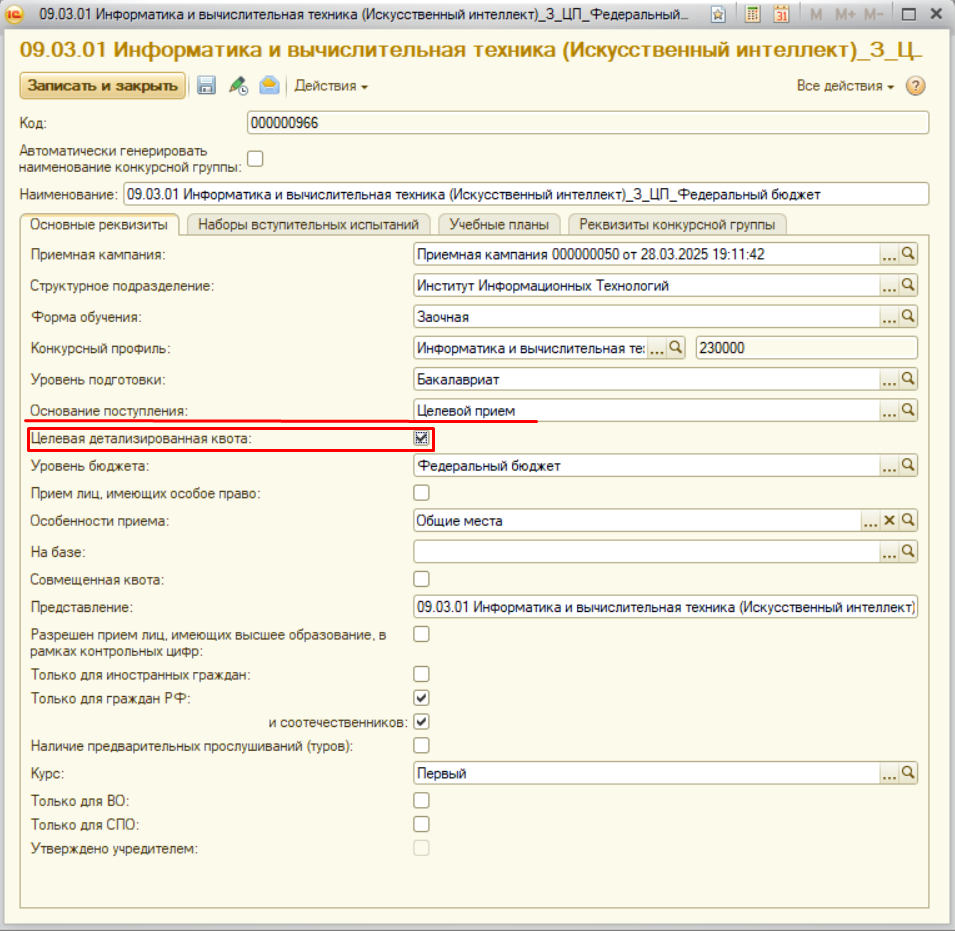 09.03.01 Информатика и вычислительная техника (Искусственный интеллект)_З_ЦП_Федеральный... 31 M M+ M-
09.03.01 Информатика и вычислительная техника (Искусственный интеллект)_З_Ц_
Записать и закрыть Действия Все действия ?
Код: 000000966
Автоматически генерировать
наименование конкурсной группы:
Наименование: 09.03.01 Информатика и вычислительная техника (Искусственный интеллект)_З_ЦП_Федеральный бюджет
Основные реквизиты Наборы вступительных испытаний Учебные планы Реквизиты конкурсной группы
Приемная кампания: Приемная кампания 000000050 от 28.03.2025 19:11:42 ...
Структурное подразделение: Институт Информационных Технологий ...
Форма обучения: Заочная ...
Конкурсный профиль: Информатика и вычислительная те: ... 230000
Уровень подготовки: Бакалавриат ...
Основание поступления: Целевой прием ...
Целевая детализированная квота:
Уровень бюджета: Федеральный бюджет ...
Прием лиц, имеющих особое право:
Особенности приема: Общие места ...
На базе: ...
Совмещенная квота:
Представление: 09.03.01 Информатика и вычислительная техника (Искусственный интеллект)
Разрешен прием лиц, имеющих высшее образование, в
рамках контрольных цифр:
Только для иностранных граждан:
Только для граждан РФ:
и соотечественников:
Наличие предварительных прослушиваний (туров):
Курс: Первый ...
Только для ВО:
Только для СПО:
Утверждено учредителем: